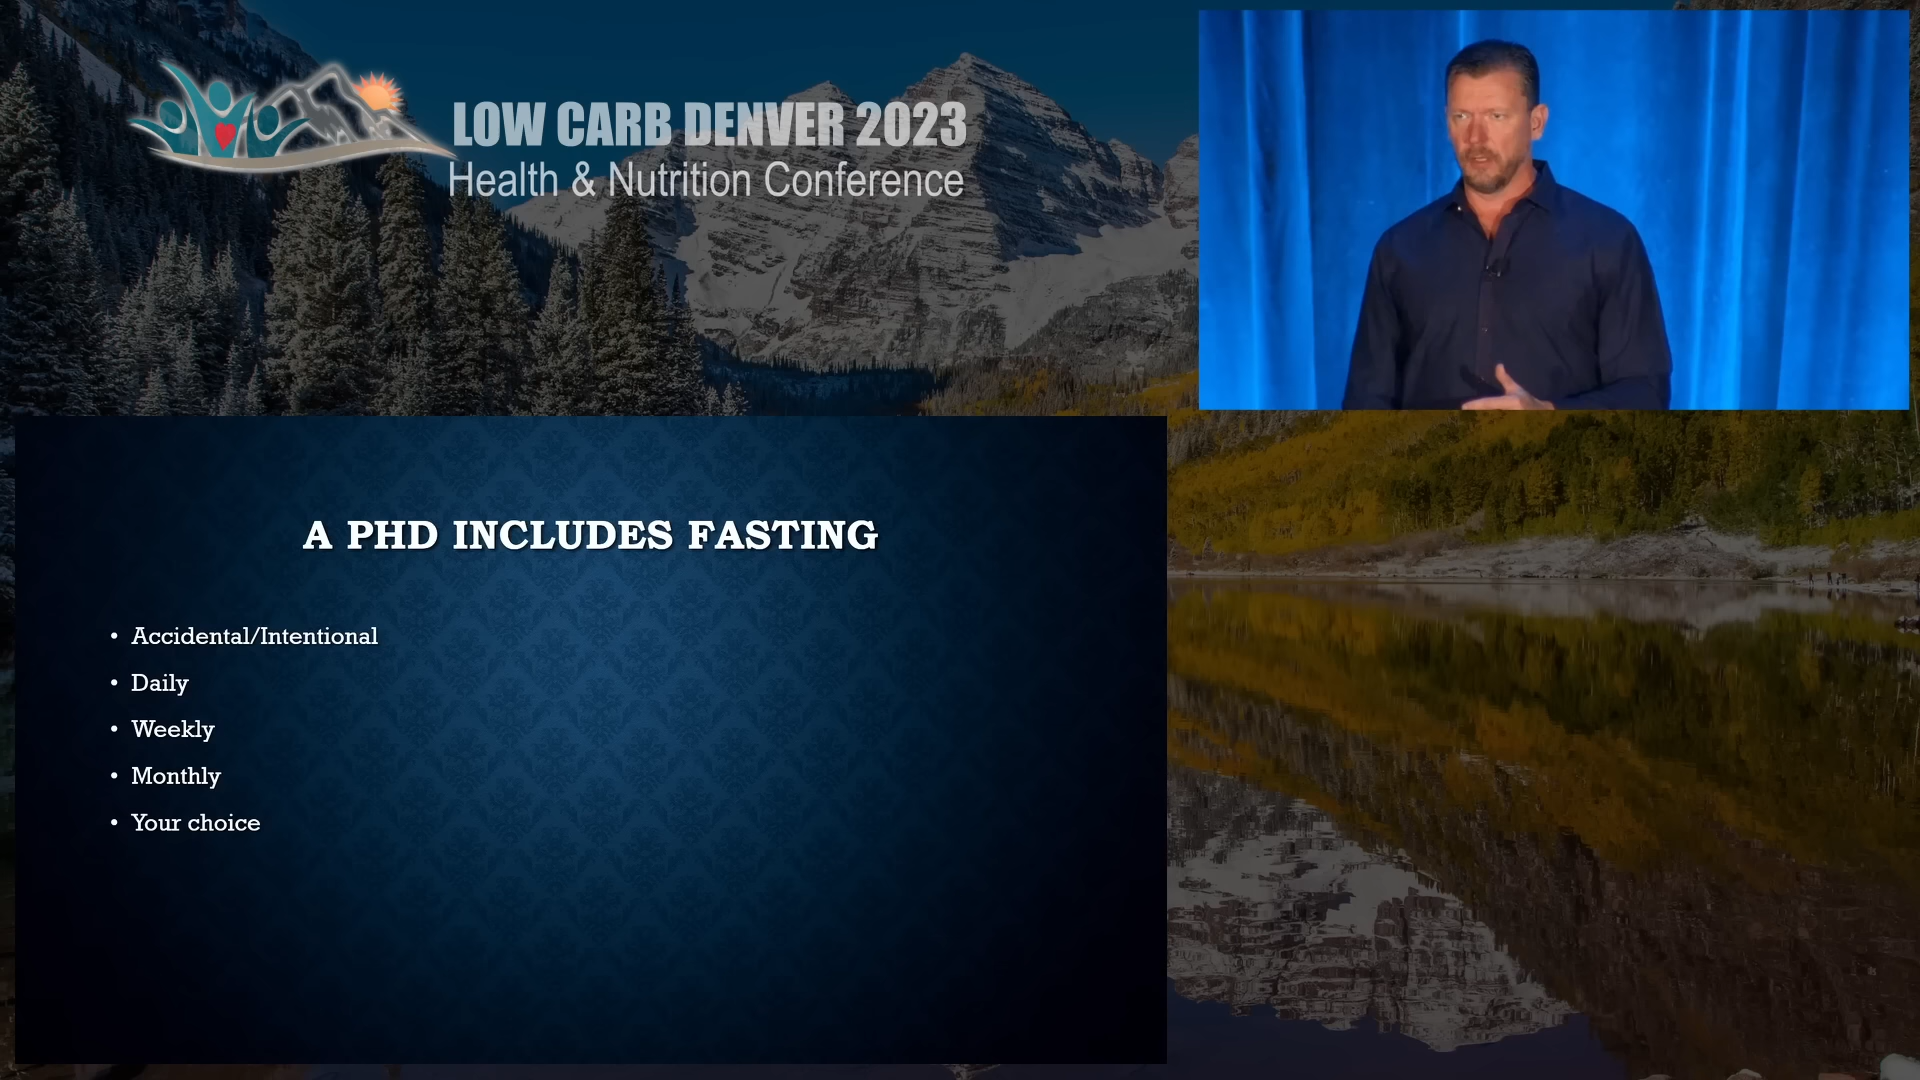 LOW CARB DENVER 2023
Health & Nutrition Conference
A PHD INCLUDES FASTING
• Accidental/Intentional
• Daily
• Weekly
• Monthly
• Your choice